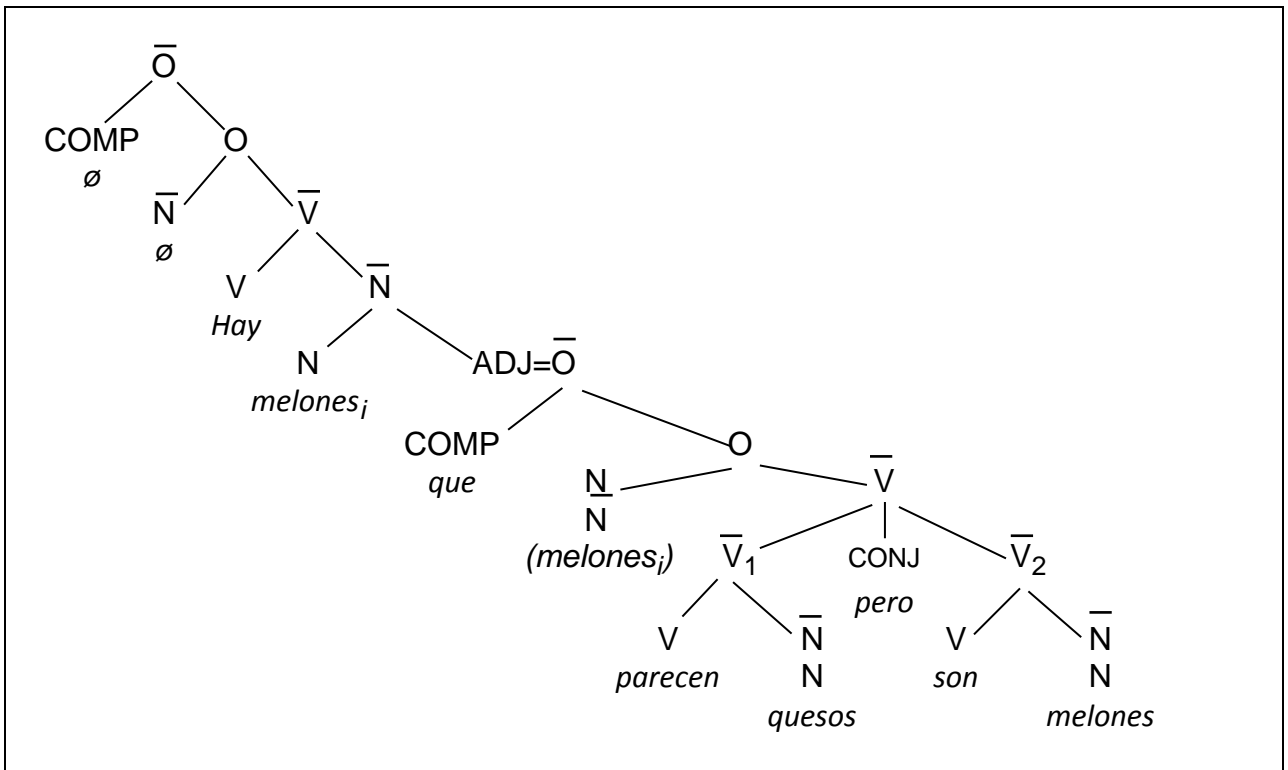 O̅
COMP O
ø
N̅ V̅
ø
V N̅
Hay
N ADJ=O̅
melonesᵢ
COMP O
que N V̅
N̅
(melonesᵢ) V̅₁ CONJ V̅₂
pero
V N̅ V N̅
parecen N son N
quesos melones